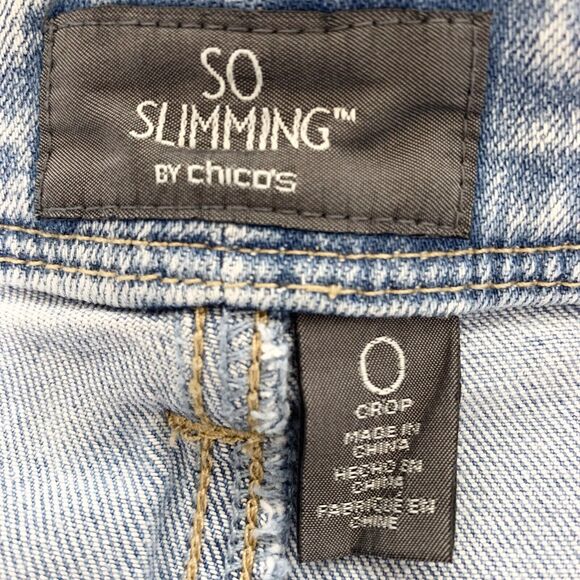 SO
SLIMMING™
BY chico's
0
CROP
MADE IN
CHINA
HECHO EN
CHINA
FABRIQUÉ EN
CHINE